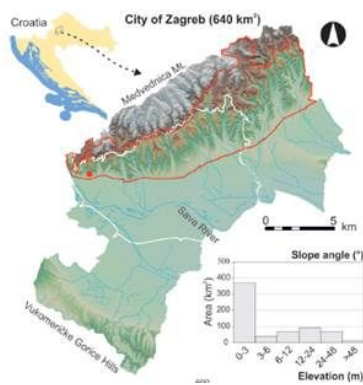 City of Zagreb (640 km²)
Croatia
Medvednica Mt.
Sava River
0 5
km
Vukomeričke Gorice Hills
Slope angle (°)
Area (km²)
500
400
300
200
100
0
0-3
3-6
6-12
12-24
24-48
>48
Elevation (m)
600